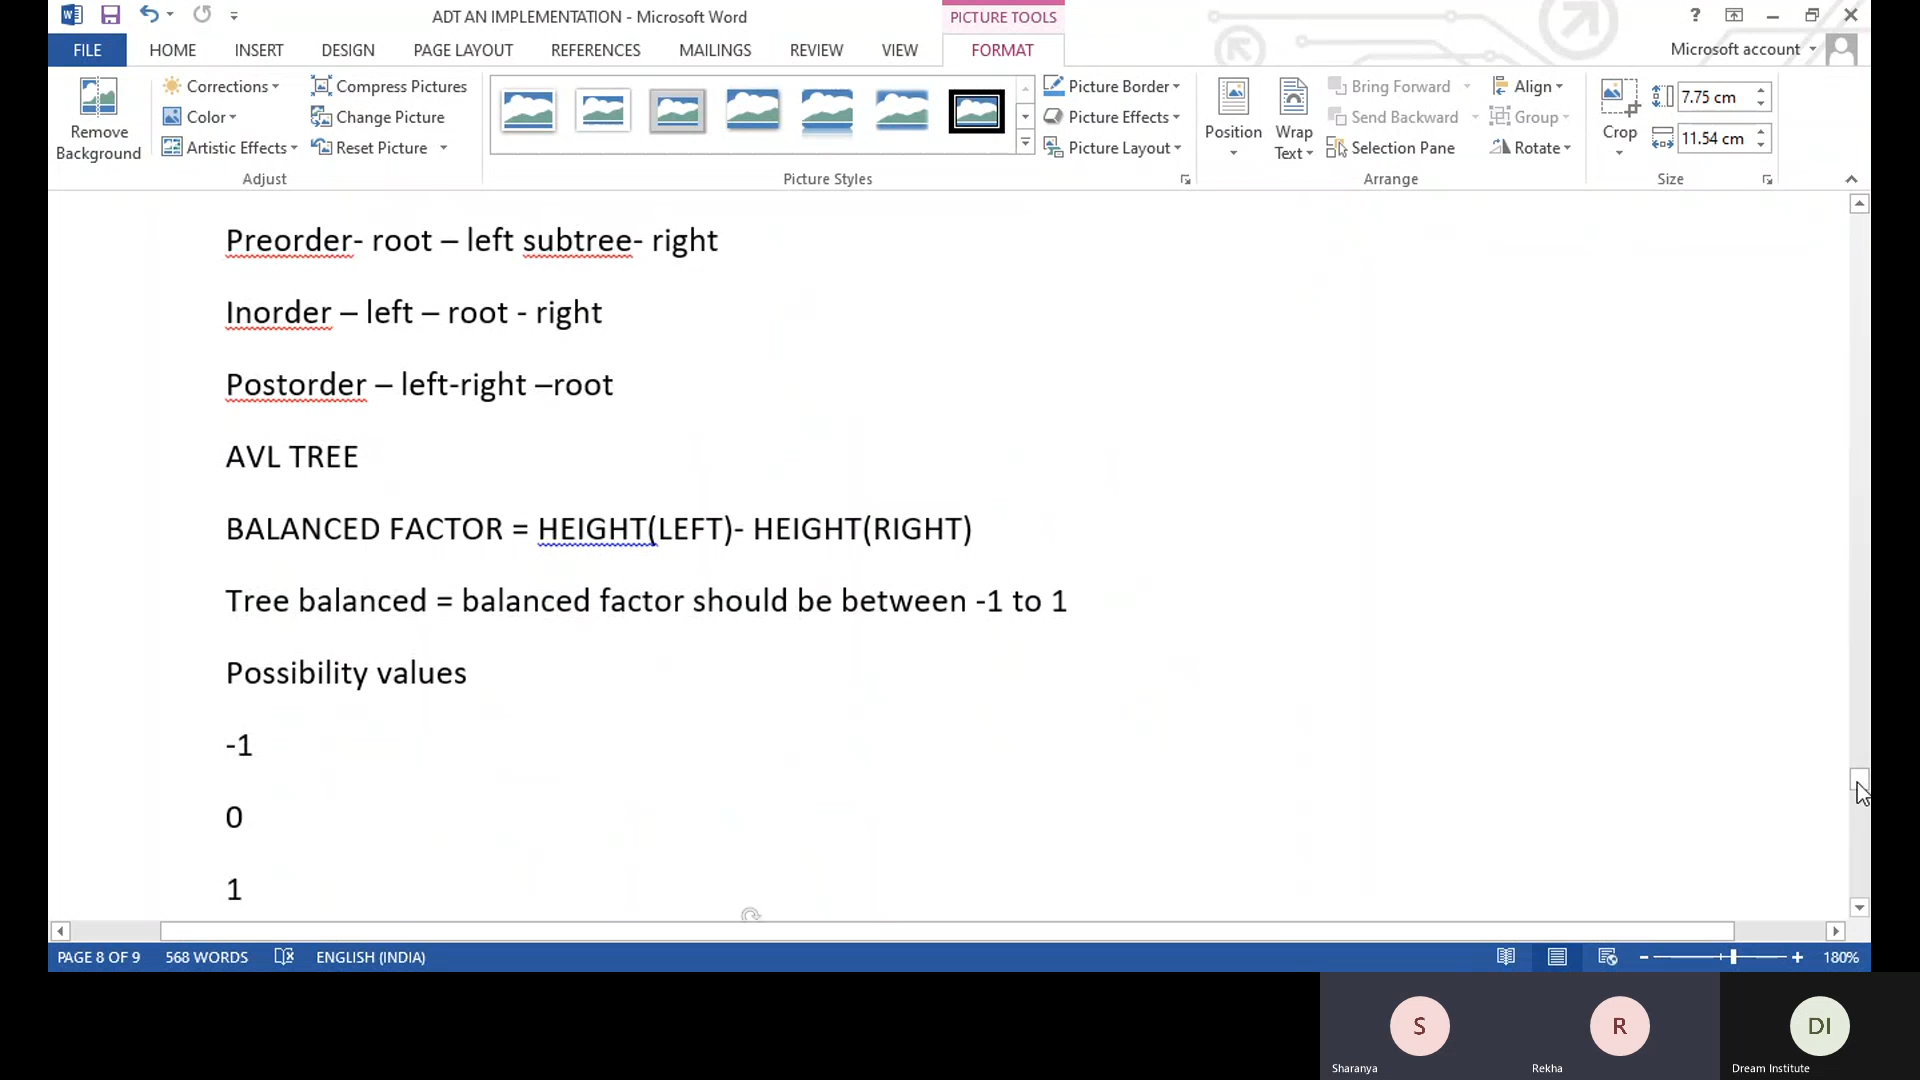 ADT AN IMPLEMENTATION - Microsoft Word
PICTURE TOOLS
?
FILE HOME INSERT DESIGN PAGE LAYOUT REFERENCES MAILINGS REVIEW VIEW FORMAT
Microsoft account
Remove Background
Corrections
Color
Artistic Effects
Compress Pictures
Change Picture
Reset Picture
Adjust
Picture Styles
Picture Border
Picture Effects
Picture Layout
Position
Wrap Text
Bring Forward
Send Backward
Selection Pane
Align
Group
Rotate
Arrange
Crop
7.75 cm
11.54 cm
Size
Preorder- root – left subtree- right
Inorder – left – root - right
Postorder – left-right –root
AVL TREE
BALANCED FACTOR = HEIGHT(LEFT)- HEIGHT(RIGHT)
Tree balanced = balanced factor should be between -1 to 1
Possibility values
-1
0
1
PAGE 8 OF 9 568 WORDS ENGLISH (INDIA)
180%
S
R
DI
Sharanya
Rekha
Dream Institute